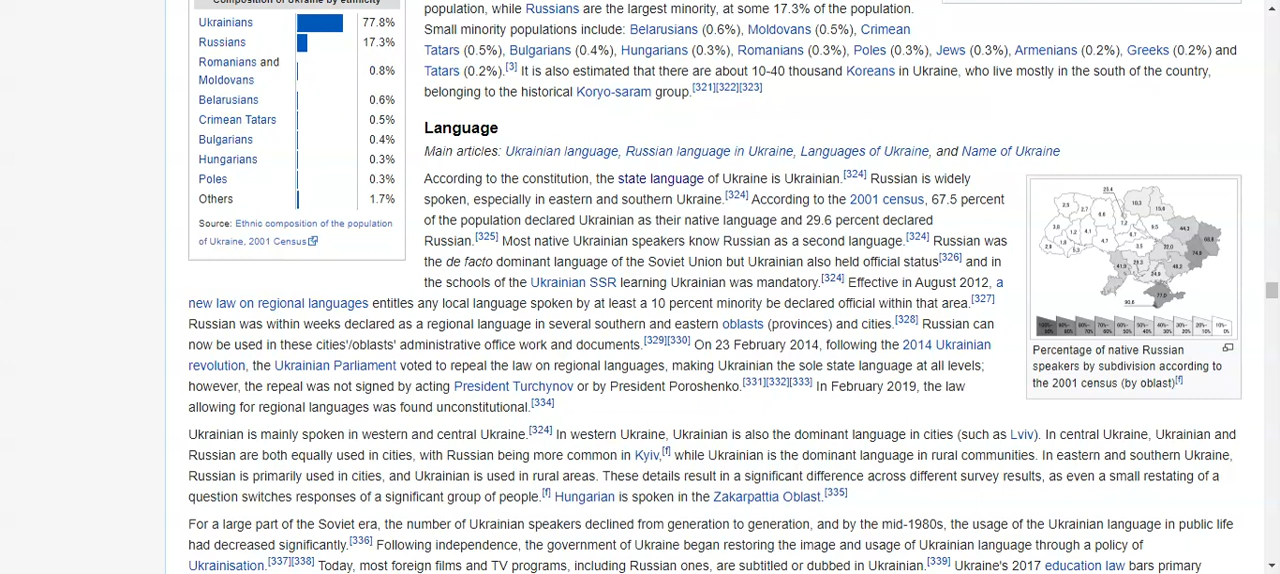 Composition of Ukraine by ethnicity
Ukrainians 77.8%
Russians 17.3%
Romanians and
Moldovans 0.8%
Belarusians 0.6%
Crimean Tatars 0.5%
Bulgarians 0.4%
Hungarians 0.3%
Poles 0.3%
Others 1.7%
Source: Ethnic composition of the population
of Ukraine, 2001 Census
population, while Russians are the largest minority, at some 17.3% of the population.
Small minority populations include: Belarusians (0.6%), Moldovans (0.5%), Crimean
Tatars (0.5%), Bulgarians (0.4%), Hungarians (0.3%), Romanians (0.3%), Poles (0.3%), Jews (0.3%), Armenians (0.2%), Greeks (0.2%) and
Tatars (0.2%).[3] It is also estimated that there are about 10-40 thousand Koreans in Ukraine, who live mostly in the south of the country,
belonging to the historical Koryo-saram group.[321][322][323]
Language
Main articles: Ukrainian language, Russian language in Ukraine, Languages of Ukraine, and Name of Ukraine
According to the constitution, the state language of Ukraine is Ukrainian.[324] Russian is widely
spoken, especially in eastern and southern Ukraine.[324] According to the 2001 census, 67.5 percent
of the population declared Ukrainian as their native language and 29.6 percent declared
Russian.[325] Most native Ukrainian speakers know Russian as a second language.[324] Russian was
the de facto dominant language of the Soviet Union but Ukrainian also held official status[326] and in
the schools of the Ukrainian SSR learning Ukrainian was mandatory.[324] Effective in August 2012, a
new law on regional languages entitles any local language spoken by at least a 10 percent minority be declared official within that area.[327]
Russian was within weeks declared as a regional language in several southern and eastern oblasts (provinces) and cities.[328] Russian can
now be used in these cities'/oblasts' administrative office work and documents.[329][330] On 23 February 2014, following the 2014 Ukrainian
revolution, the Ukrainian Parliament voted to repeal the law on regional languages, making Ukrainian the sole state language at all levels;
however, the repeal was not signed by acting President Turchynov or by President Poroshenko.[331][332][333] In February 2019, the law
allowing for regional languages was found unconstitutional.[334]
Percentage of native Russian
speakers by subdivision according to
the 2001 census (by oblast)[f]
Ukrainian is mainly spoken in western and central Ukraine.[324] In western Ukraine, Ukrainian is also the dominant language in cities (such as Lviv). In central Ukraine, Ukrainian and
Russian are both equally used in cities, with Russian being more common in Kyiv,[f] while Ukrainian is the dominant language in rural communities. In eastern and southern Ukraine,
Russian is primarily used in cities, and Ukrainian is used in rural areas. These details result in a significant difference across different survey results, as even a small restating of a
question switches responses of a significant group of people.[f] Hungarian is spoken in the Zakarpattia Oblast.[335]
For a large part of the Soviet era, the number of Ukrainian speakers declined from generation to generation, and by the mid-1980s, the usage of the Ukrainian language in public life
had decreased significantly.[336] Following independence, the government of Ukraine began restoring the image and usage of Ukrainian language through a policy of
Ukrainisation.[337][338] Today, most foreign films and TV programs, including Russian ones, are subtitled or dubbed in Ukrainian.[339] Ukraine's 2017 education law bars primary